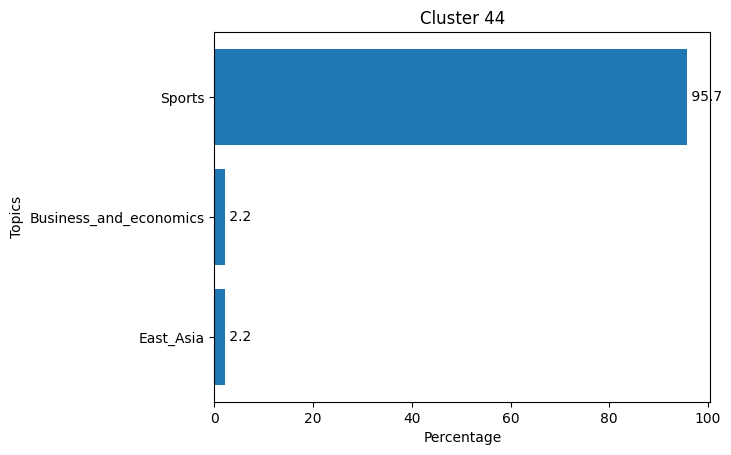 Cluster 44
Topics
Sports
95.7
Business_and_economics
2.2
East_Asia
2.2
0 20 40 60 80 100
Percentage